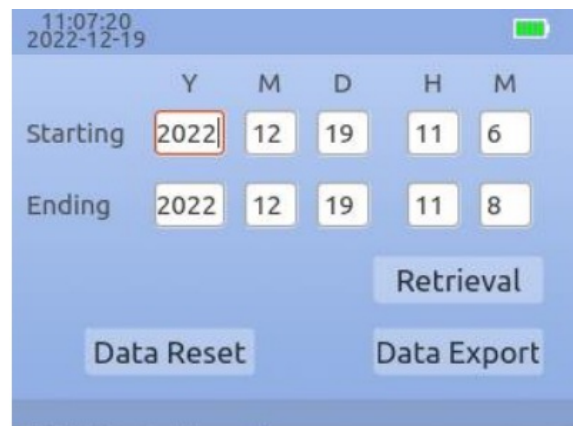 11:07:20
2022-12-19
Y M D H M
Starting 2022 12 19 11 6
Ending 2022 12 19 11 8
Retrieval
Data Reset Data Export